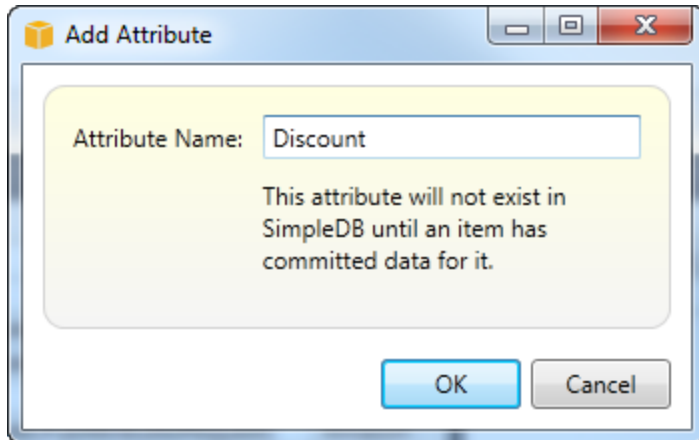 Add Attribute
Attribute Name: Discount
This attribute will not exist in
SimpleDB until an item has
committed data for it.
OK Cancel